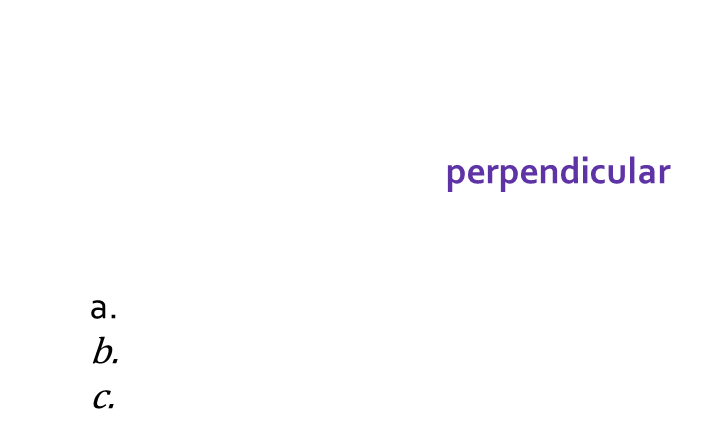 perpendicular
a.
b.
c.